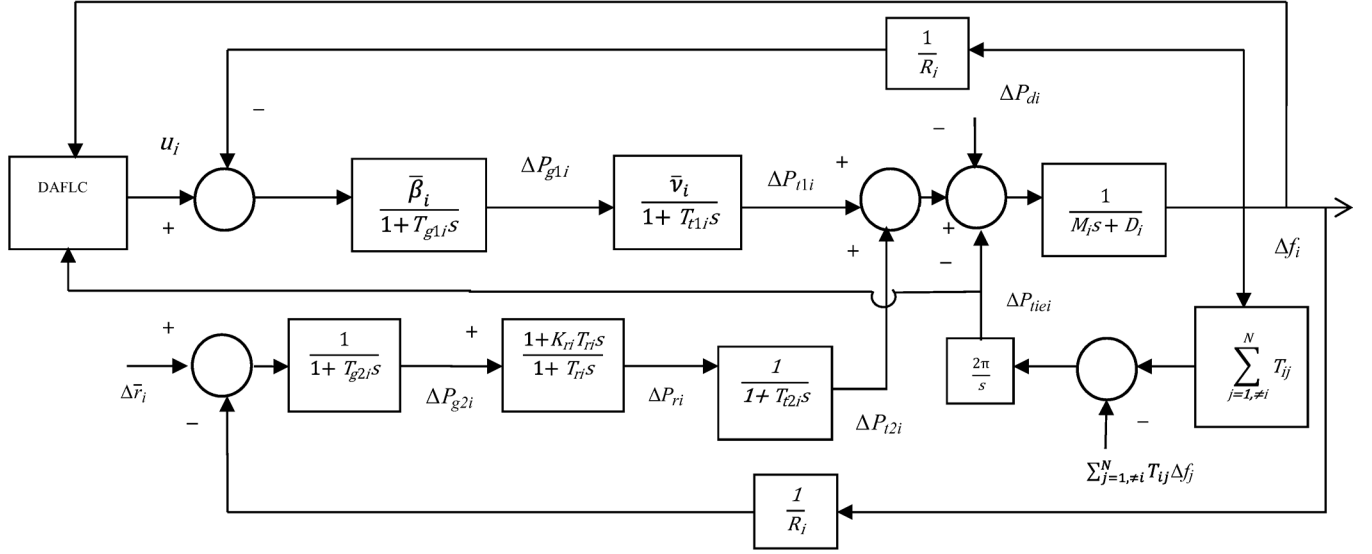 1
R_i
ΔP_di
−
−
u_i
DAFLC
+
β̄_i
1+T_g1i s
ΔP_g1i
ν̄_i
1+ T_t1i s
ΔP_t1i
+
+
+
−
1
M_i s + D_i
Δf_i
ΔP_tiei
+
Δr̄_i
−
1
1+ T_g2i s
+
ΔP_g2i
1+K_ri T_ri s
1+ T_ri s
ΔP_ri
1
1+ T_t2i s
ΔP_t2i
2π
s
N
∑ T_ij
j=1,≠i
−
∑_{j=1,≠i}^N T_ij Δf_j
1
R_i